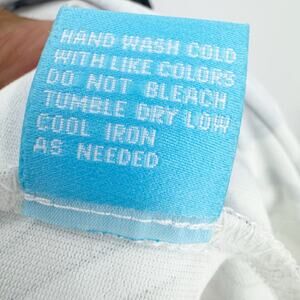 HAND WASH COLD
WITH LIKE COLORS
DO NOT BLEACH
TUMBLE DRY LOW
COOL IRON
AS NEEDED